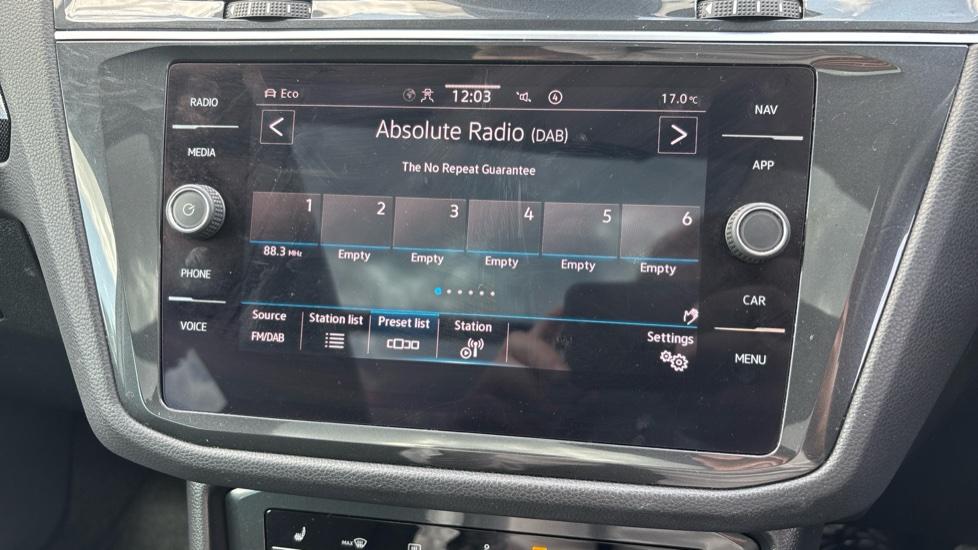 Eco 12:03 4 17.0°C
RADIO
MEDIA
PHONE
VOICE
< Absolute Radio (DAB) >
The No Repeat Guarantee
1 2 3 4 5 6
88.3 MHz Empty Empty Empty Empty Empty
Source Station list Preset list Station Settings
FM/DAB
NAV
APP
CAR
MENU
MAX